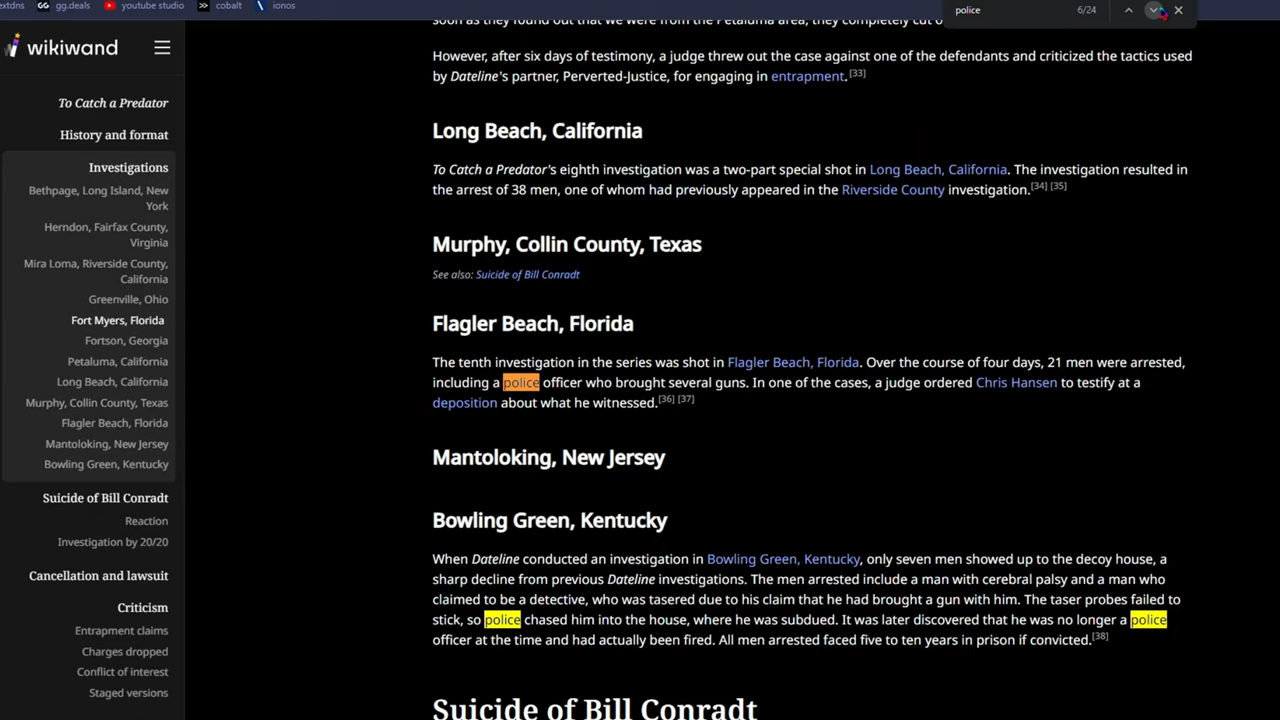 extdns
gg.deals
youtube studio
cobalt
ionos
police
6/24
wikiwand
To Catch a Predator
History and format
Investigations
Bethpage, Long Island, New
York
Herndon, Fairfax County,
Virginia
Mira Loma, Riverside County,
California
Greenville, Ohio
Fort Myers, Florida
Fortson, Georgia
Petaluma, California
Long Beach, California
Murphy, Collin County, Texas
Flagler Beach, Florida
Mantoloking, New Jersey
Bowling Green, Kentucky
Suicide of Bill Conradt
Reaction
Investigation by 20/20
Cancellation and lawsuit
Criticism
Entrapment claims
Charges dropped
Conflict of interest
Staged versions
soon as they found out that we were from the Petaluma area, they completely cut
However, after six days of testimony, a judge threw out the case against one of the defendants and criticized the tactics used
by Dateline's partner, Perverted-Justice, for engaging in entrapment.[33]
Long Beach, California
To Catch a Predator's eighth investigation was a two-part special shot in Long Beach, California. The investigation resulted in
the arrest of 38 men, one of whom had previously appeared in the Riverside County investigation.[34] [35]
Murphy, Collin County, Texas
See also: Suicide of Bill Conradt
Flagler Beach, Florida
The tenth investigation in the series was shot in Flagler Beach, Florida. Over the course of four days, 21 men were arrested,
including a police officer who brought several guns. In one of the cases, a judge ordered Chris Hansen to testify at a
deposition about what he witnessed.[36] [37]
Mantoloking, New Jersey
Bowling Green, Kentucky
When Dateline conducted an investigation in Bowling Green, Kentucky, only seven men showed up to the decoy house, a
sharp decline from previous Dateline investigations. The men arrested include a man with cerebral palsy and a man who
claimed to be a detective, who was tasered due to his claim that he had brought a gun with him. The taser probes failed to
stick, so police chased him into the house, where he was subdued. It was later discovered that he was no longer a police
officer at the time and had actually been fired. All men arrested faced five to ten years in prison if convicted.[38]
Suicide of Bill Conradt